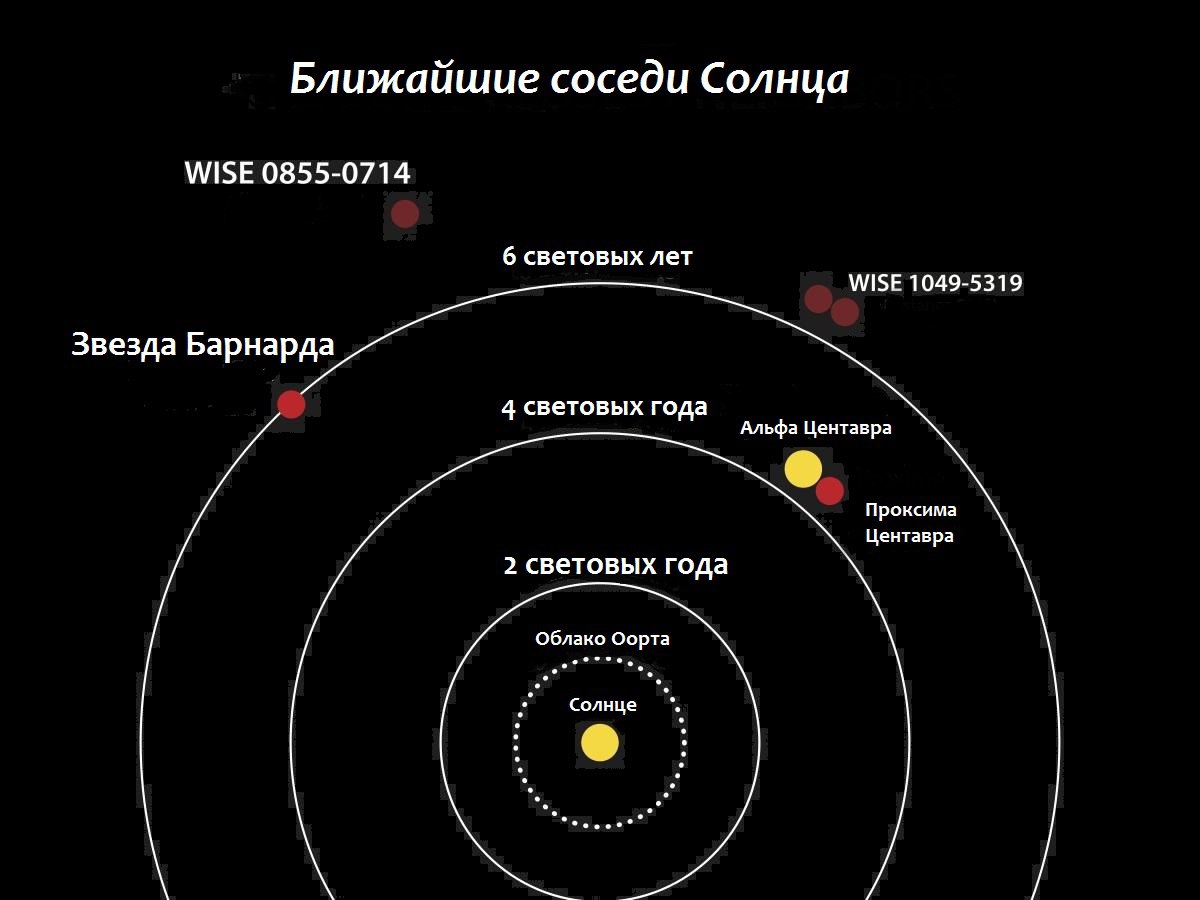 Ближайшие соседи Солнца
WISE 0855-0714
6 световых лет
WISE 1049-5319
Звезда Барнарда
4 световых года
Альфа Центавра
Проксима
Центавра
2 световых года
Облако Оорта
Солнце